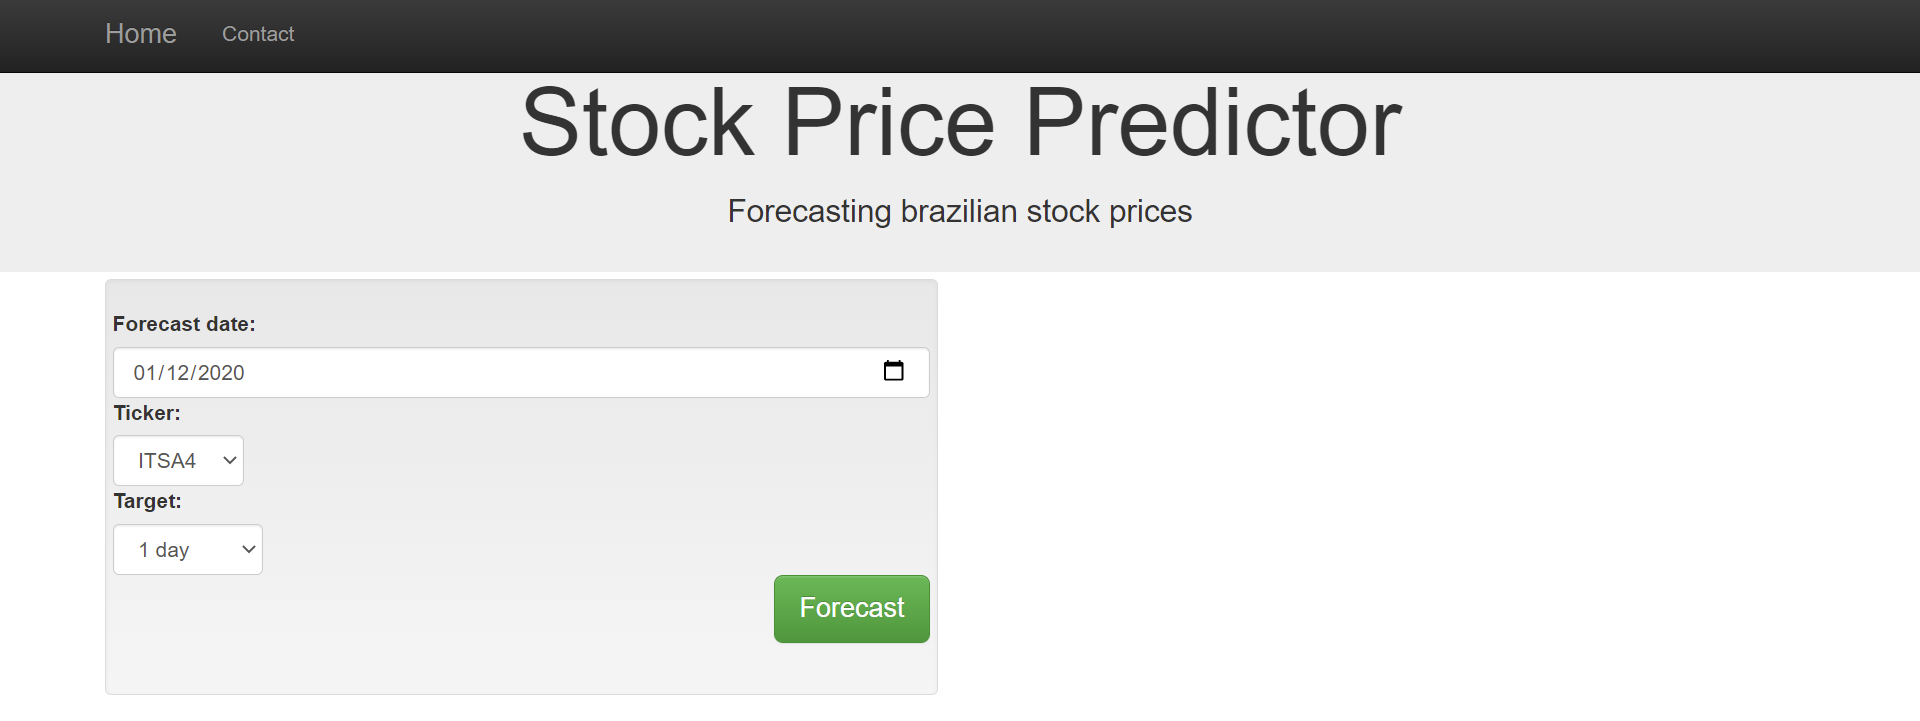 Home Contact
Stock Price Predictor
Forecasting brazilian stock prices
Forecast date:
01/12/2020
Ticker:
ITSA4
Target:
1 day
Forecast